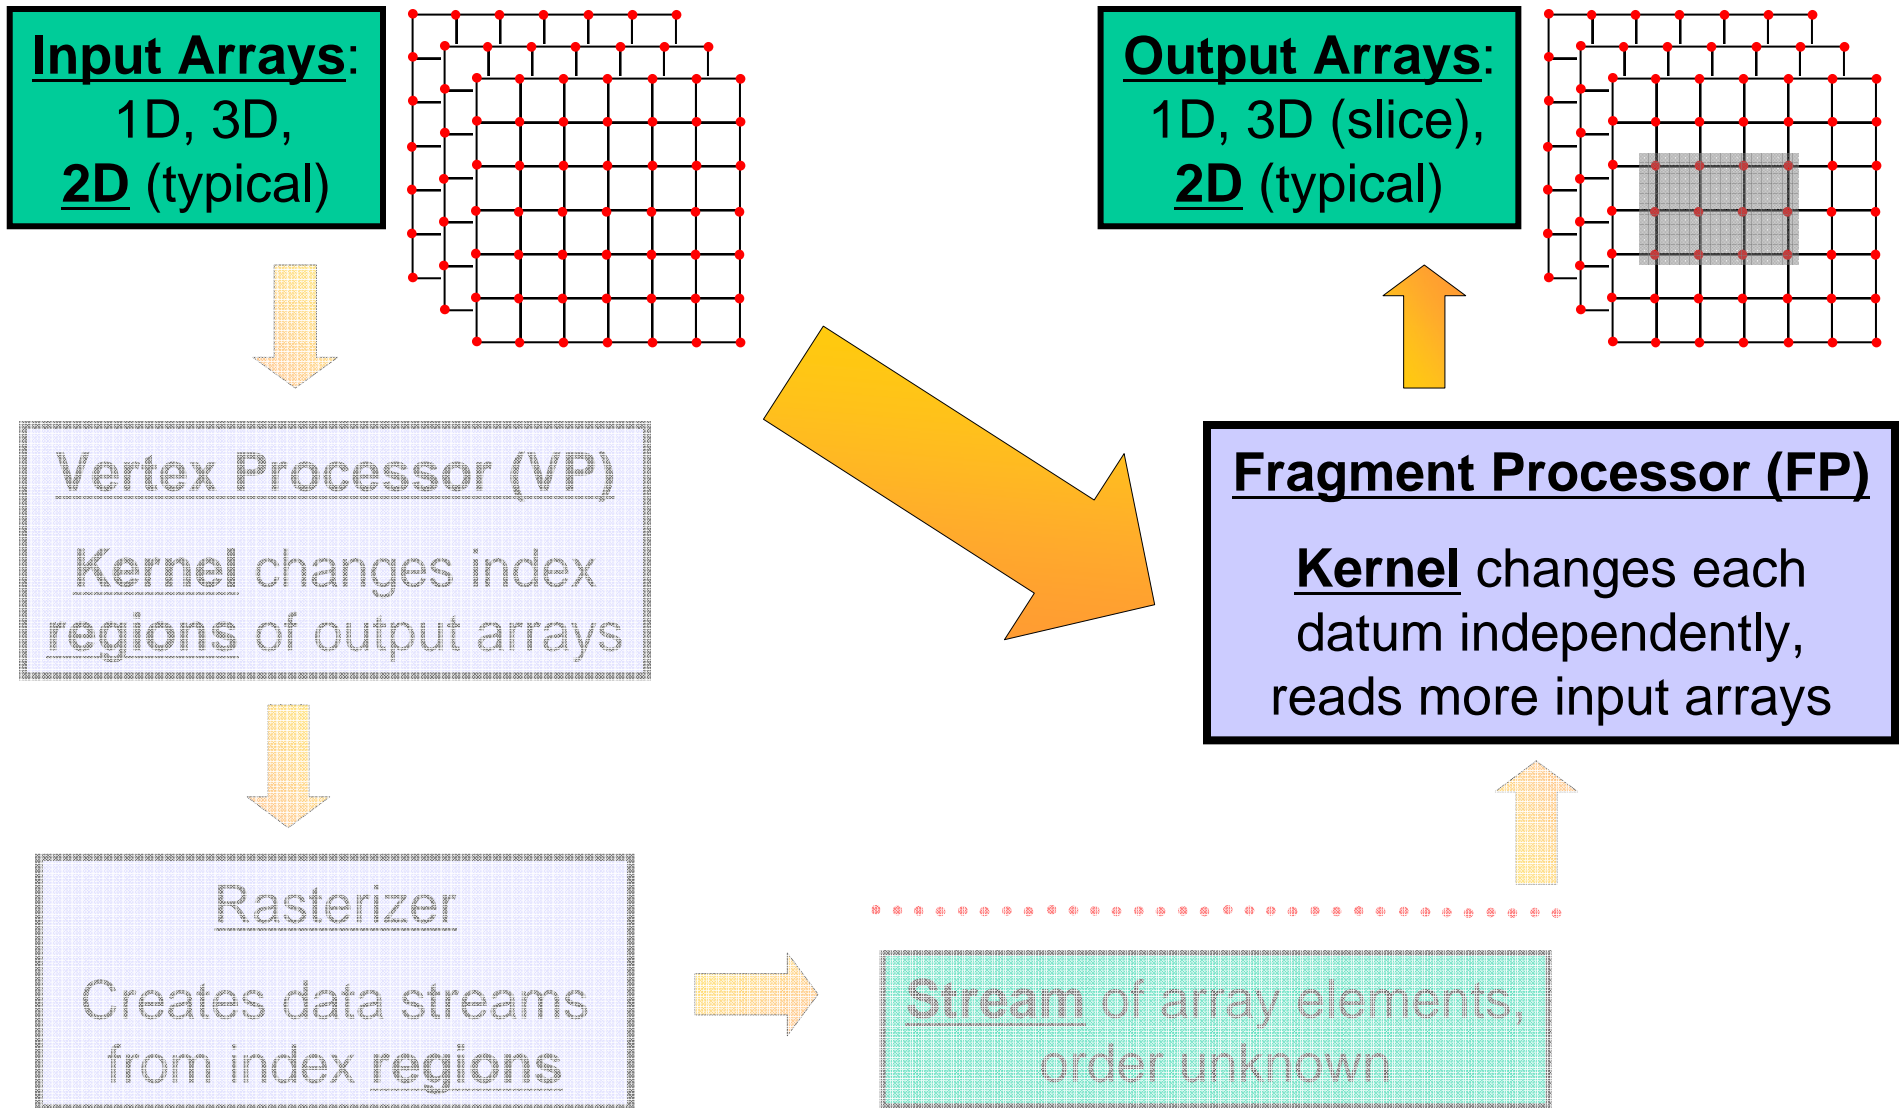 Input Arrays:
1D, 3D,
2D (typical)
Output Arrays:
1D, 3D (slice),
2D (typical)
Vertex Processor (VP)
Kernel changes index
regions of output arrays
Fragment Processor (FP)
Kernel changes each
datum independently,
reads more input arrays
Rasterizer
Creates data streams
from index regions
Stream of array elements,
order unknown